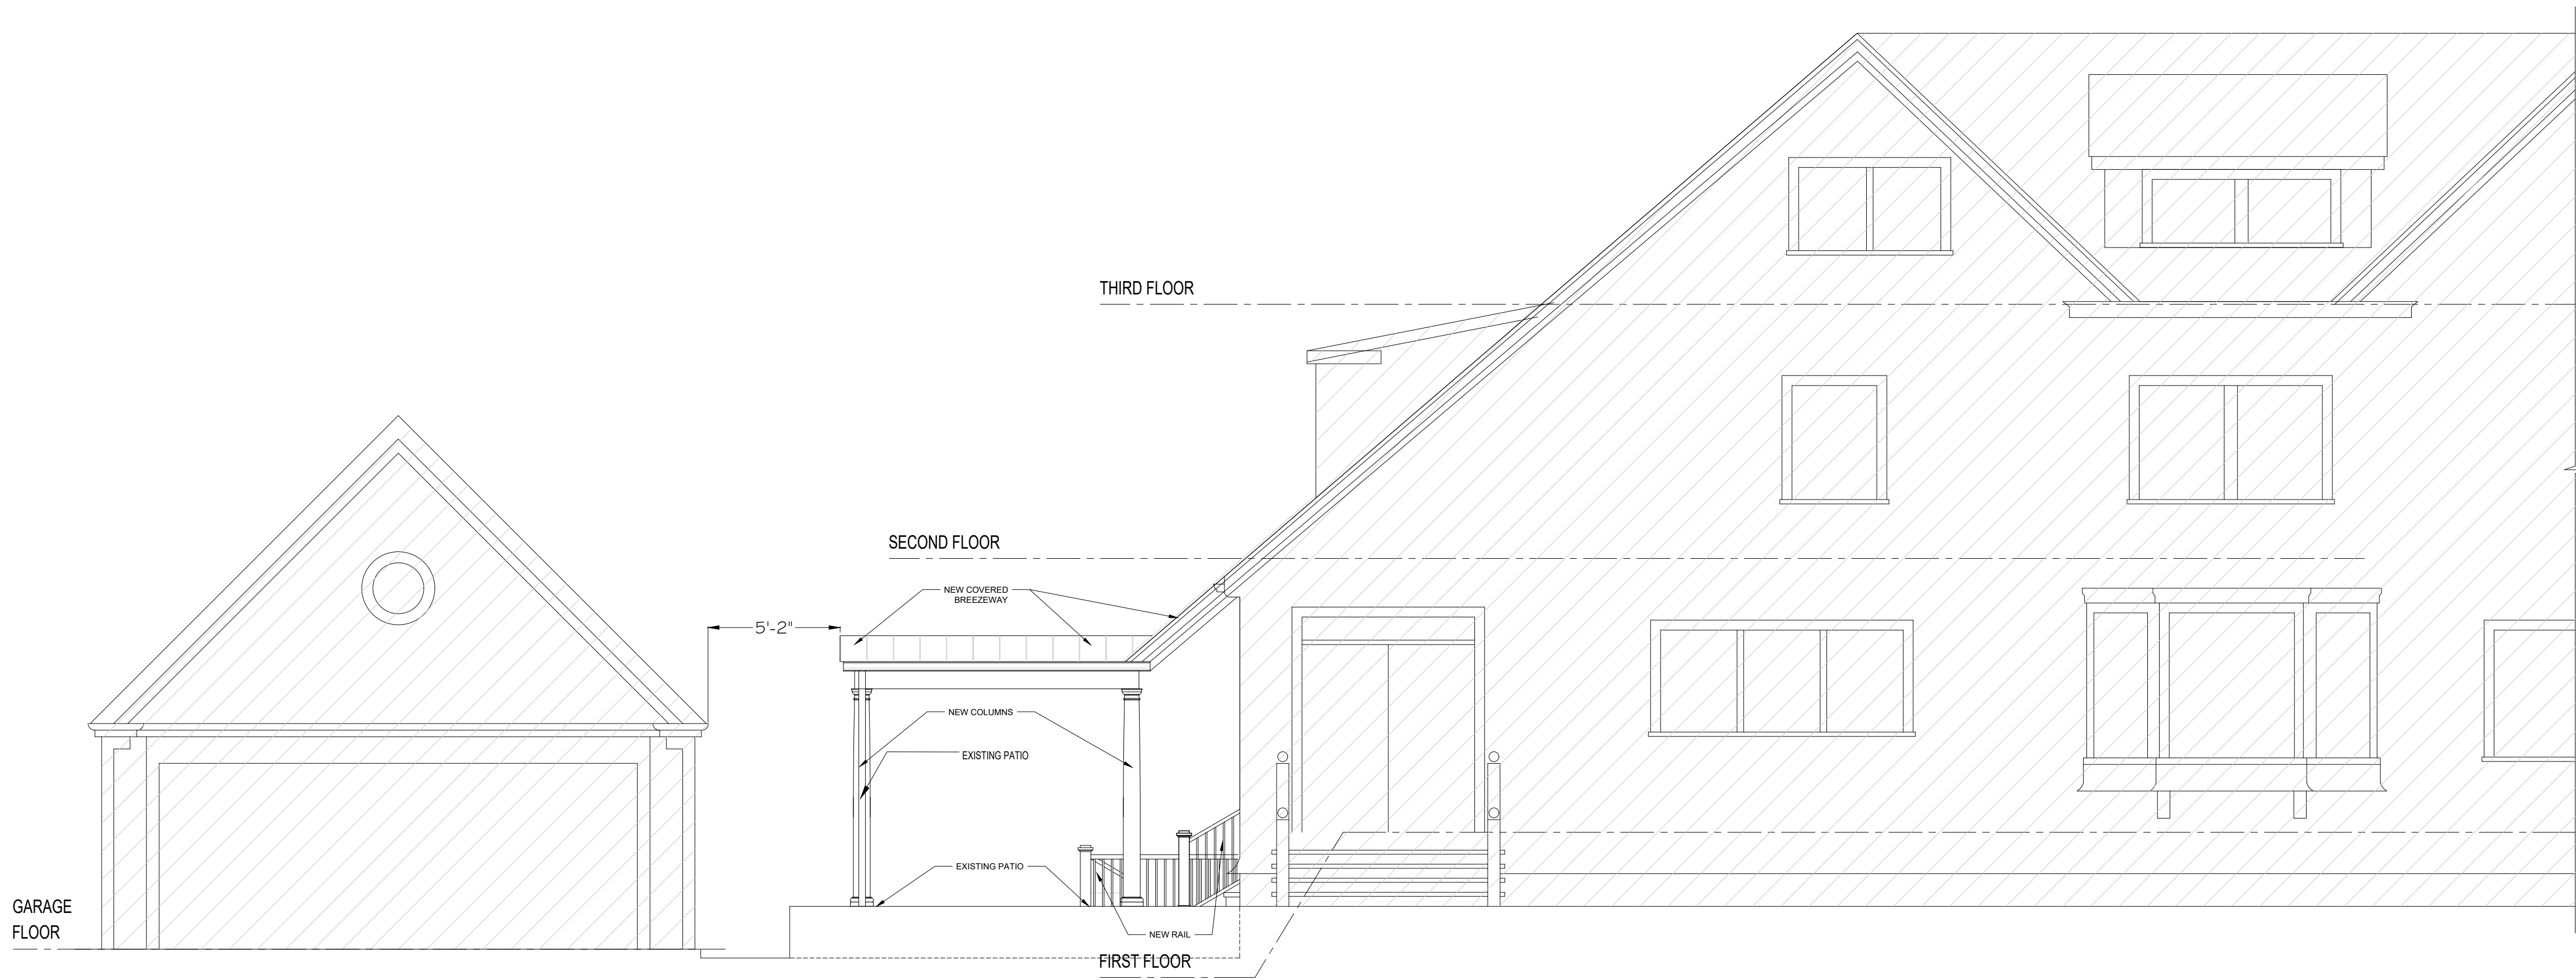 THIRD FLOOR
SECOND FLOOR
NEW COVERED
BREEZEWAY
5'-2"
NEW COLUMNS
EXISTING PATIO
EXISTING PATIO
GARAGE
FLOOR
NEW RAIL
FIRST FLOOR